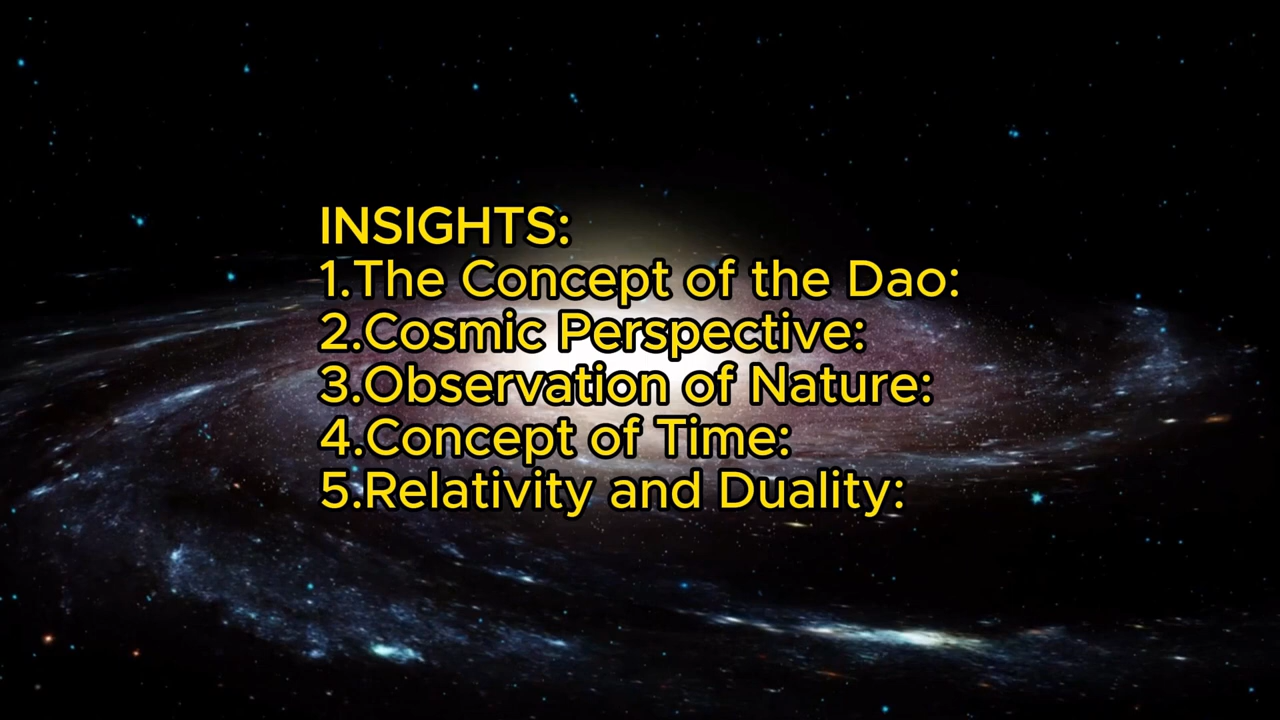 INSIGHTS:
1.The Concept of the Dao:
2.Cosmic Perspective:
3.Observation of Nature:
4.Concept of Time:
5.Relativity and Duality: